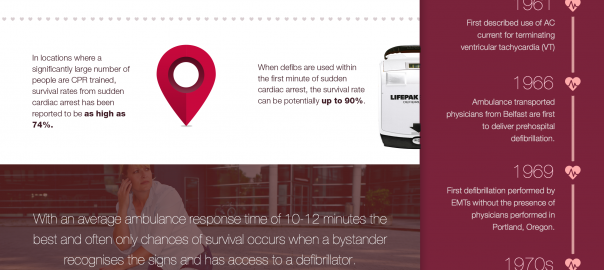 In locations where a
significantly large number of
people are CPR trained,
survival rates from sudden
cardiac arrest has been
reported to be as high as
74%.
When defibs are used within
the first minute of sudden
cardiac arrest, the survival rate
can be potentially up to 90%.
LIFEPAK
With an average ambulance response time of 10-12 minutes the
best and often only chances of survival occurs when a bystander
recognises the signs and has access to a defibrillator.
1961
First described use of AC
current for terminating
ventricular tachycardia (VT)
1966
Ambulance transported
physicians from Belfast are first
to deliver prehospital
defibrillation.
1969
First defibrillation performed by
EMTs without the presence of
physicians performed in
Portland, Oregon.
1970s